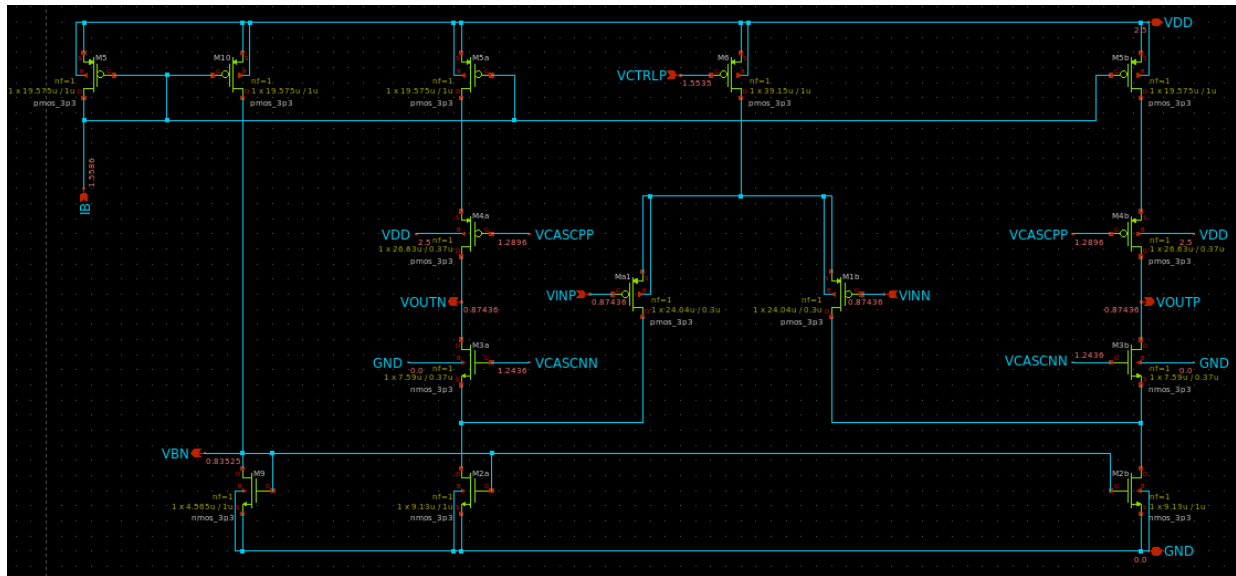 VDD
2.5
M5
nf=1.
1 x 19.575u / 1u
pmos_3p3
M10
nf=1.
1 x 19.575u / 1u
pmos_3p3
M5a
nf=1.
1 x 19.575u / 1u
pmos_3p3
VCTRLP
-1.5535
M6
nf=1.
1 x 39.15u / 1u
pmos_3p3
M5b
nf=1
1 x 19.575u / 1u
pmos_3p3
-1.5586
IB
VDD
2.5
M4a
nf=1
1 x 26.63u / 0.37u
pmos_3p3
VCASCPP
1.2896
VCASCPP
1.2896
M4b
nf=1
1 x 26.63u / 0.37u
pmos_3p3
VDD
2.5
VOUTN
0.87436
VINP
0.87436
Ma1
nf=1
1 x 24.04u / 0.3u
pmos_3p3
M1b
nf=1
1 x 24.04u / 0.3u
pmos_3p3
VINN
0.87436
VOUTP
0.87436
GND
0.0
M3a
nf=1
1 x 7.59u / 0.37u
nmos_3p3
VCASCNN
1.2436
VCASCNN
1.2436
M3b
nf=1
1 x 7.59u / 0.37u
nmos_3p3
GND
0.0
VBN
0.83525
M9
nf=1
1 x 4.565u / 1u
nmos_3p3
M2a
nf=1
1 x 9.13u / 1u
nmos_3p3
M2b
nf=1
1 x 9.13u / 1u
nmos_3p3
GND
0.0